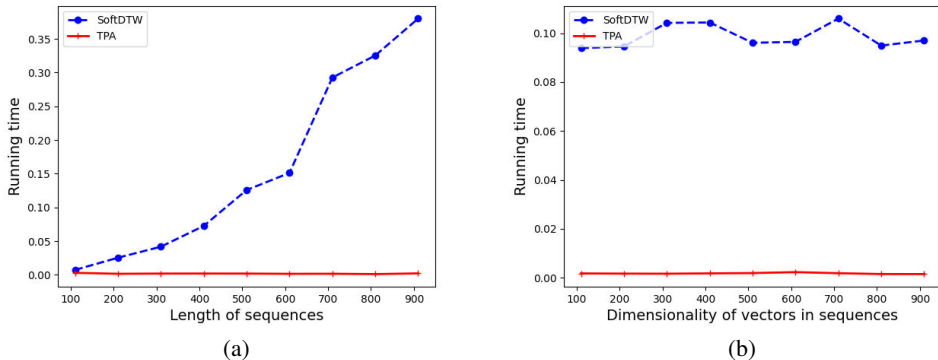 SoftDTW
TPA
0.35
0.30
0.25
0.20
0.15
0.10
0.05
0.00
Running time
100 200 300 400 500 600 700 800 900
Length of sequences
(a)
SoftDTW
TPA
0.10
0.08
0.06
0.04
0.02
0.00
Running time
100 200 300 400 500 600 700 800 900
Dimensionality of vectors in sequences
(b)